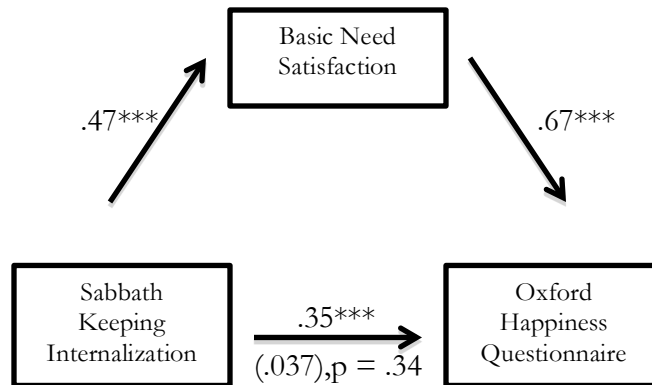 Basic Need
Satisfaction
.47***
.67***
Sabbath
Keeping
Internalization
.35***
(.037),p = .34
Oxford
Happiness
Questionnaire